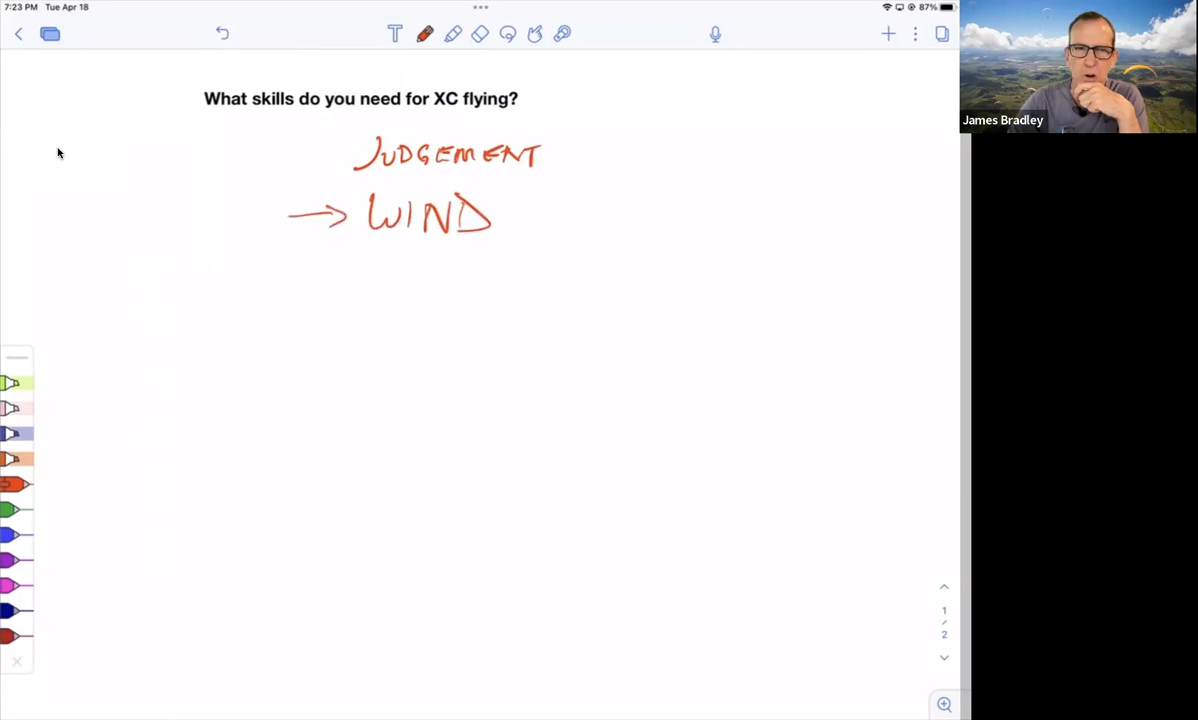 7:23 PM Tue Apr 18
87%
James Bradley
What skills do you need for XC flying?
JUDGEMENT
→ WIND
1
/
2